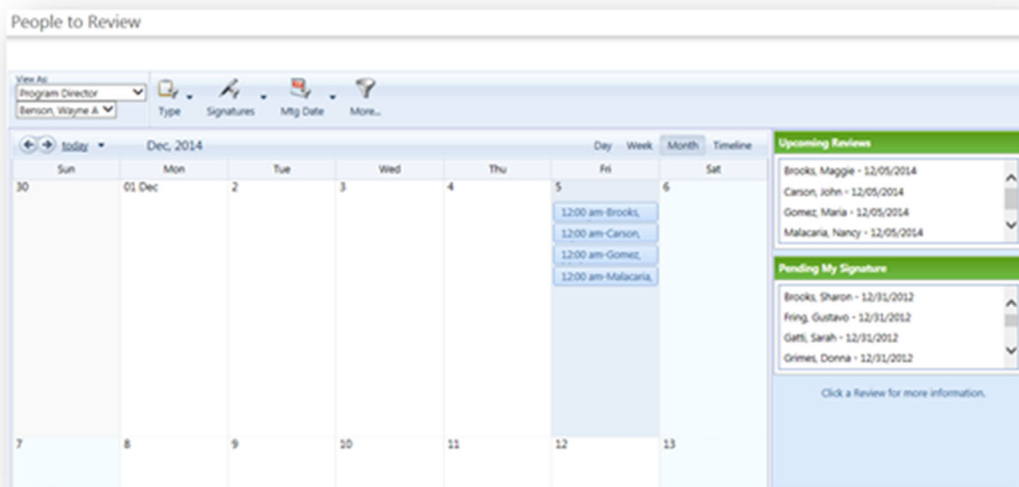 People to Review
View As:
Program Director
Benson, Wayne A
Type
Signatures
Mtg Date
More...
today
Dec, 2014
Day Week Month Timeline
Sun Mon Tue Wed Thu Fri Sat
30 01 Dec 2 3 4 5 6
12:00 am-Brooks,
12:00 am-Carson,
12:00 am-Gomez,
12:00 am-Malacaria,
7 8 9 10 11 12 13
Upcoming Reviews
Brooks, Maggie - 12/05/2014
Carson, John - 12/05/2014
Gomez, Maria - 12/05/2014
Malacaria, Nancy - 12/05/2014
Pending My Signature
Brooks, Sharon - 12/31/2012
Fring, Gustavo - 12/31/2012
Gatti, Sarah - 12/31/2012
Grimes, Donna - 12/31/2012
Click a Review for more information.